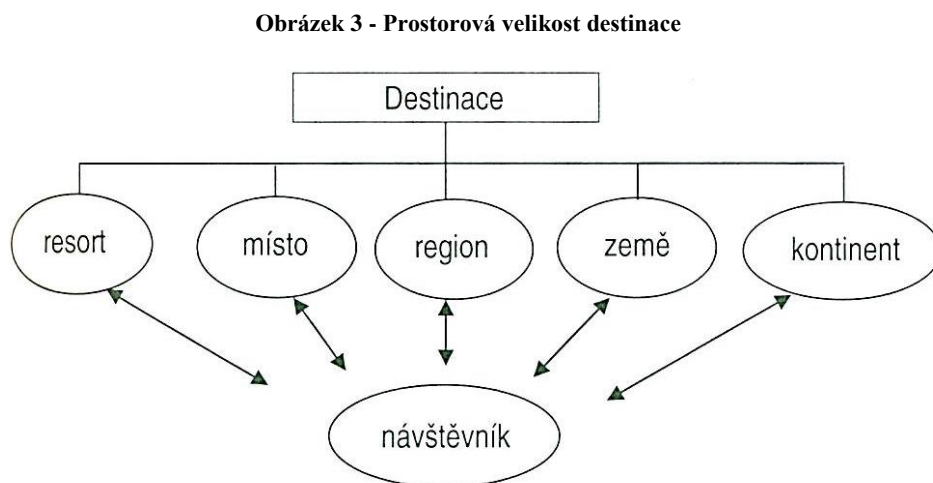 Obrázek 3 - Prostorová velikost destinace
Destinace
resort
místo
region
země
kontinent
návštěvník